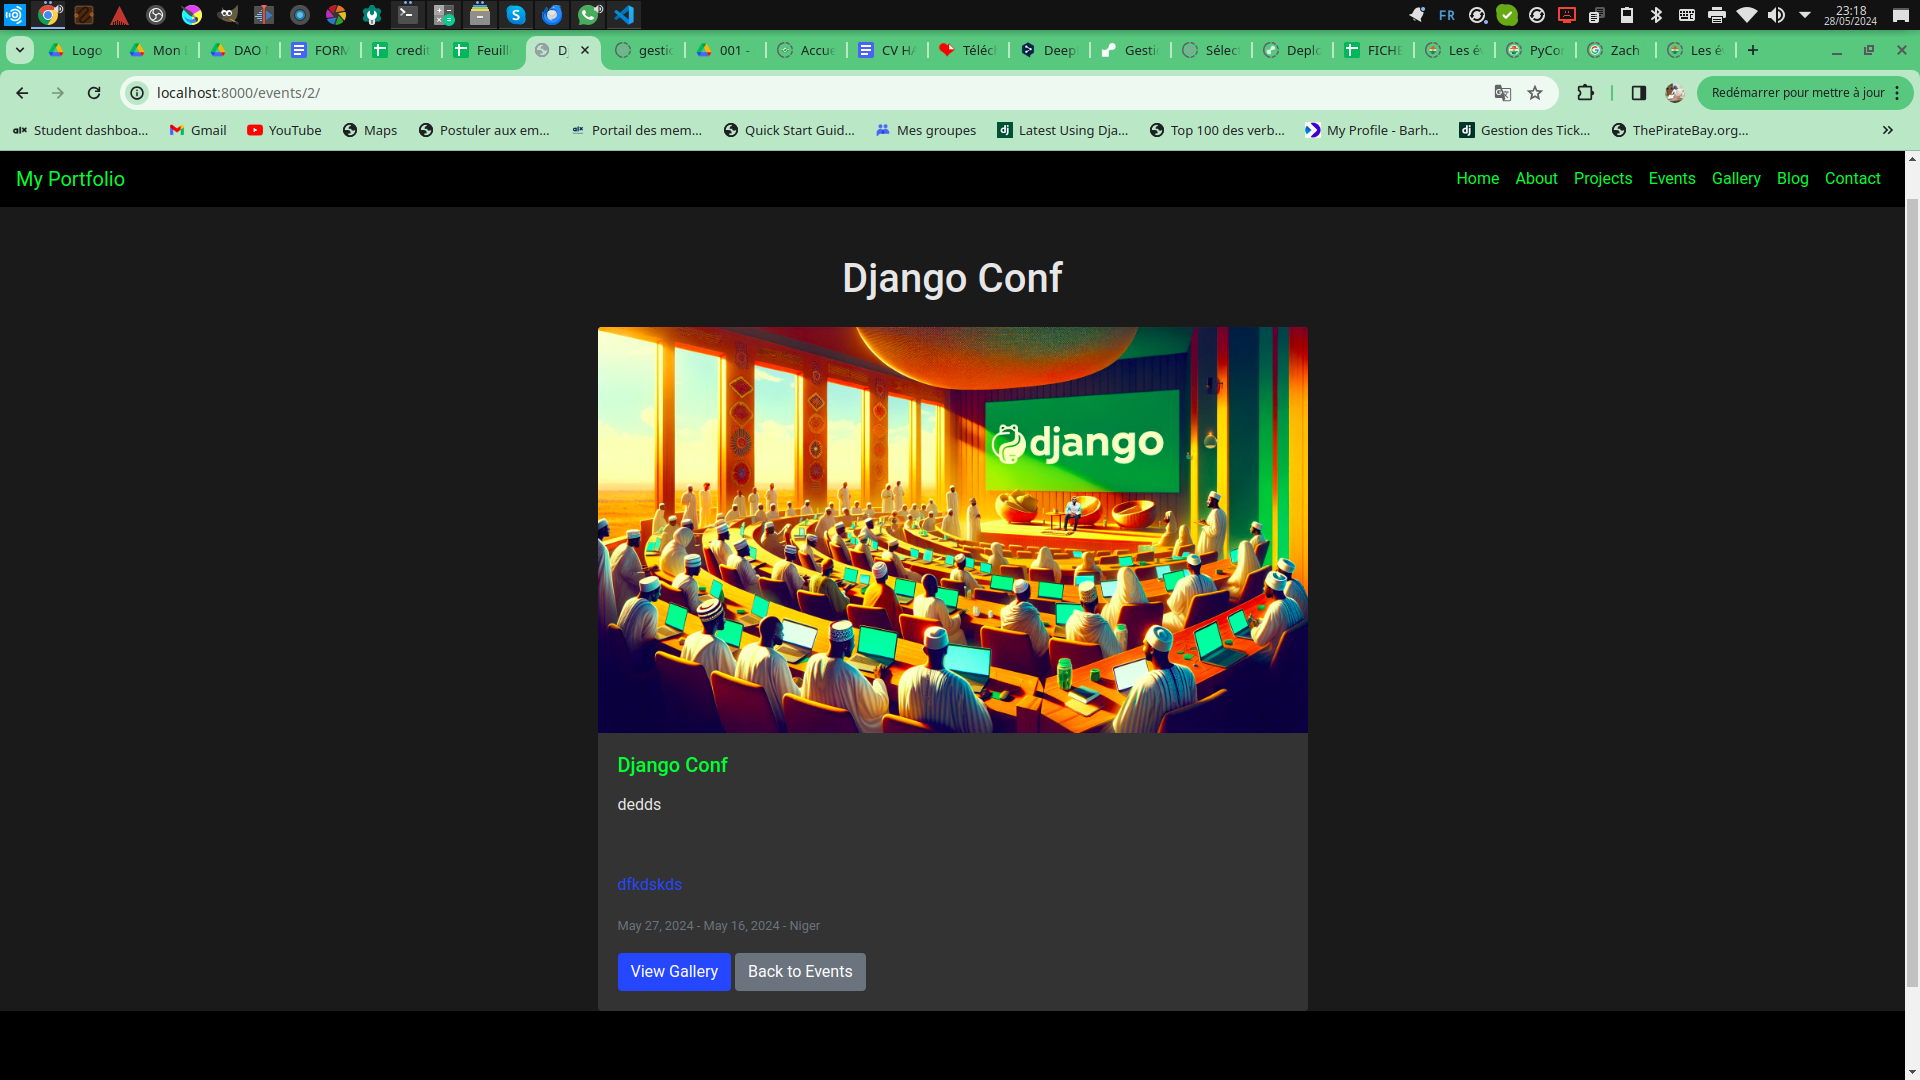 FR
23:18
28/05/2024
Logo
Mon
DAO
FORM
credit
Feuill
Dj
gestic
001 -
Accue
CV HA
Téléc
Deep
Gesti
Sélec
Deplo
FICHE
Les é
PyCo
Zach
Les é
localhost:8000/events/2/
Redémarrer pour mettre à jour
Student dashboa...
Gmail
YouTube
Maps
Postuler aux em...
Portail des mem...
Quick Start Guid...
Mes groupes
Latest Using Dja...
Top 100 des verb...
My Profile - Barh...
Gestion des Tick...
ThePirateBay.org...
My Portfolio
Home
About
Projects
Events
Gallery
Blog
Contact
Django Conf
django
Django Conf
dedds
dfkdskds
May 27, 2024 - May 16, 2024 - Niger
View Gallery
Back to Events